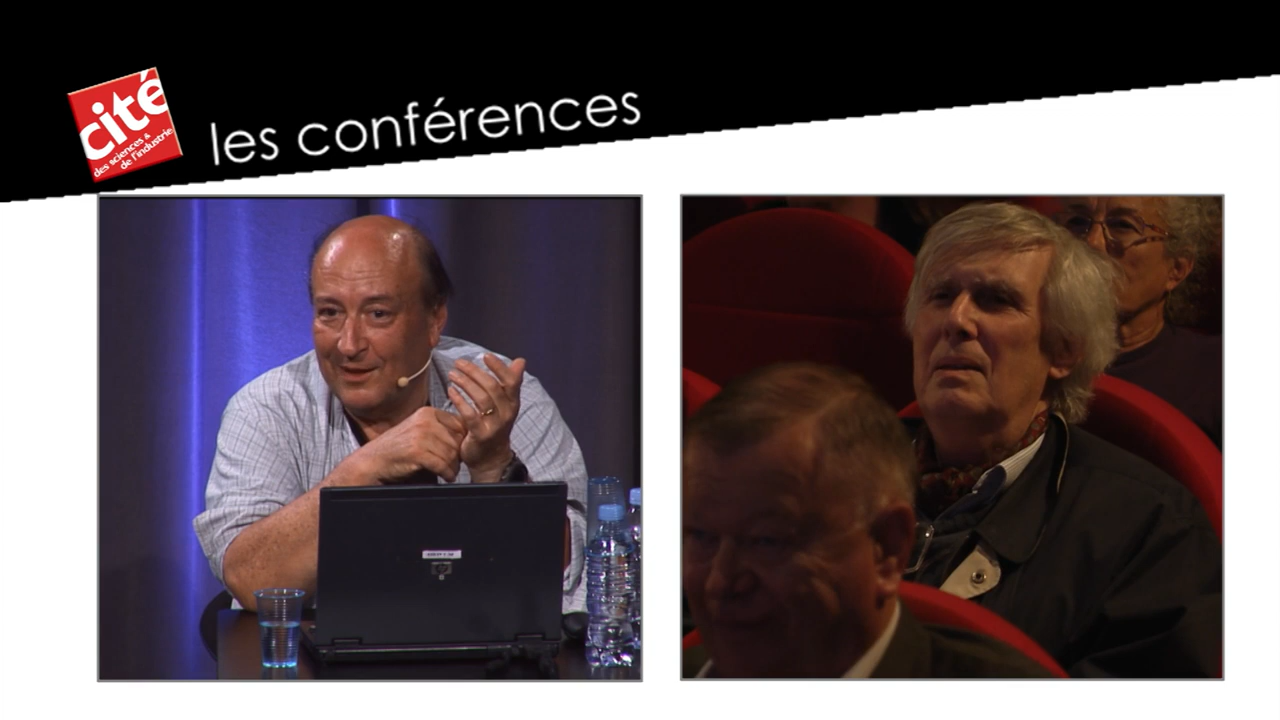 cité
des sciences &
de l'industrie
les conférences